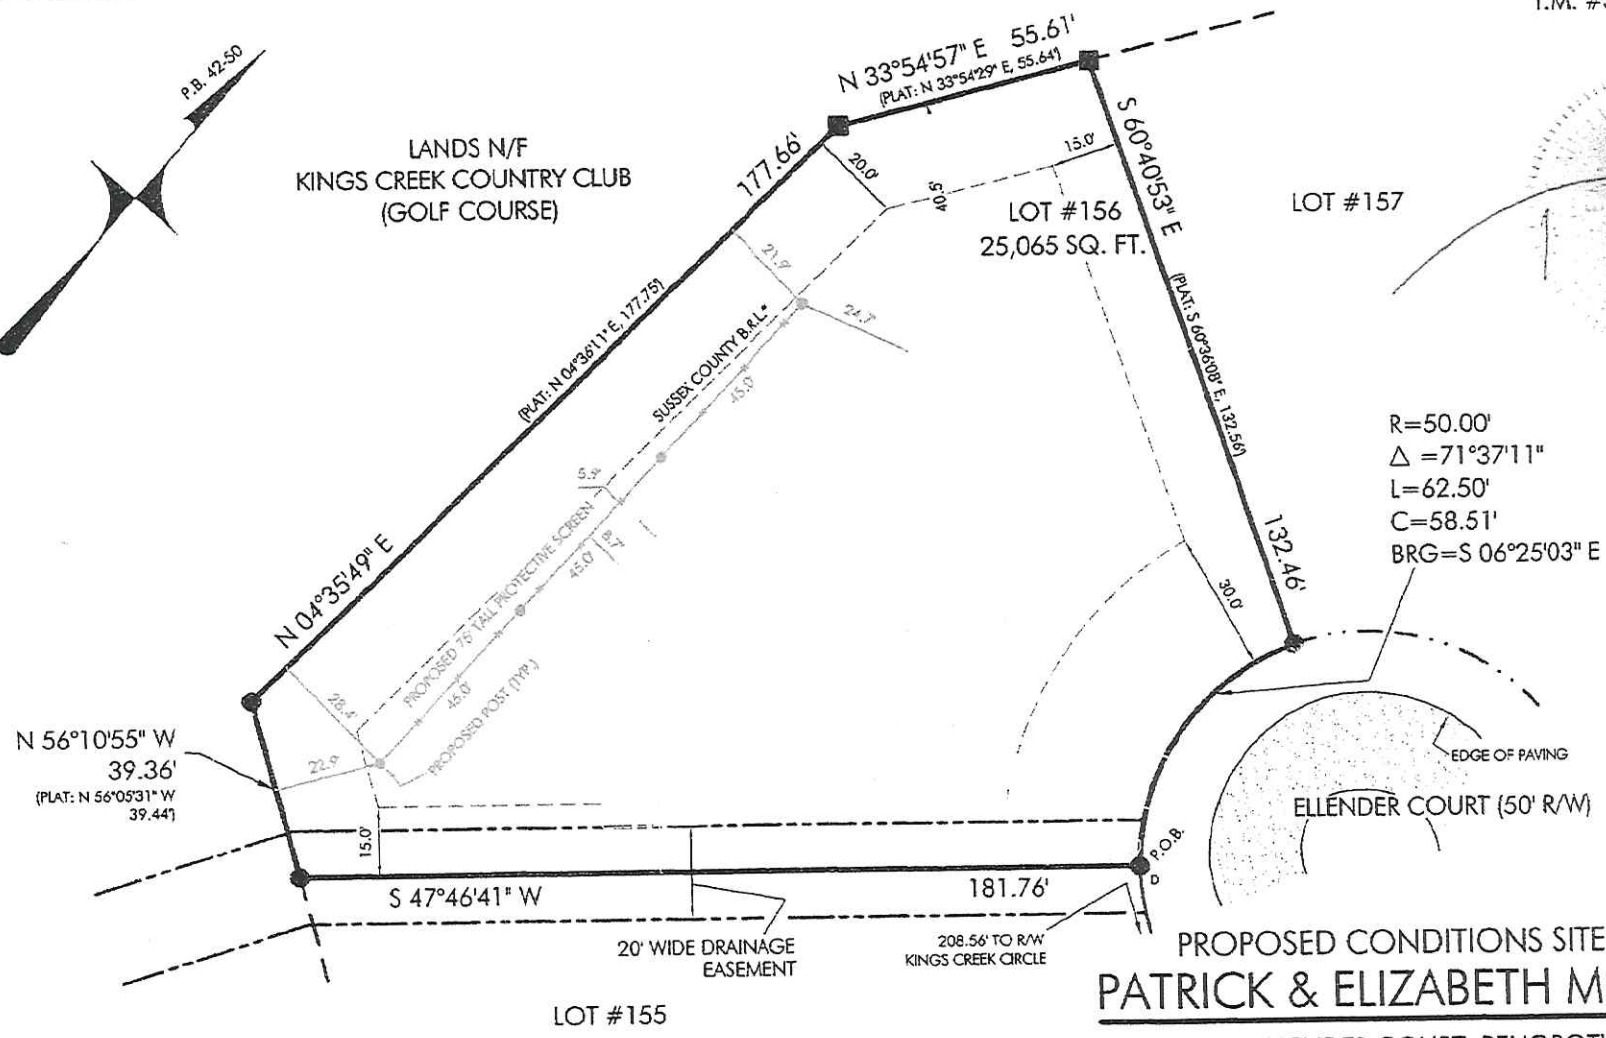 P.B. 42-50
LANDS N/F
KINGS CREEK COUNTRY CLUB
(GOLF COURSE)
N 33°54'57" E 55.61'
(PLAT: N 33°54'29" E, 55.64')
T.M.
177.66'
20.0'
15.0'
40.5'
S 60°40'53" E
LOT #156
25,065 SQ. FT.
LOT #157
21.9'
24.7'
(PLAT: N 04°36'11" E, 177.75')
SUSSEX COUNTY B.R.L.*
45.0'
(PLAT: S 60°36'08" E, 132.56')
R=50.00'
Δ =71°37'11"
L=62.50'
C=58.51'
BRG=S 06°25'03" E
N 04°35'49" E
PROPOSED 75' TALL PROTECTIVE SCREEN
45.0'
132.46'
30.0'
28.4'
45.0'
PROPOSED POST (TYP.)
N 56°10'55" W
39.36'
(PLAT: N 56°05'31" W
39.44')
22.9'
EDGE OF PAVING
ELLENDER COURT (50' R/W)
15.0'
P.O.B.
S 47°46'41" W
181.76'
20' WIDE DRAINAGE
EASEMENT
208.56' TO R/W
KINGS CREEK CIRCLE
LOT #155
PROPOSED CONDITIONS SITE
PATRICK & ELIZABETH M